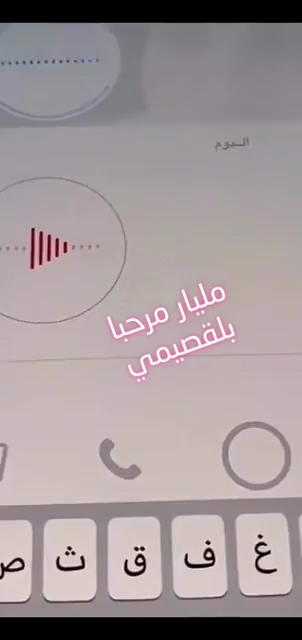 اليوم
مليار مرحبا
بلقصيمي
ص ث ق ف غ